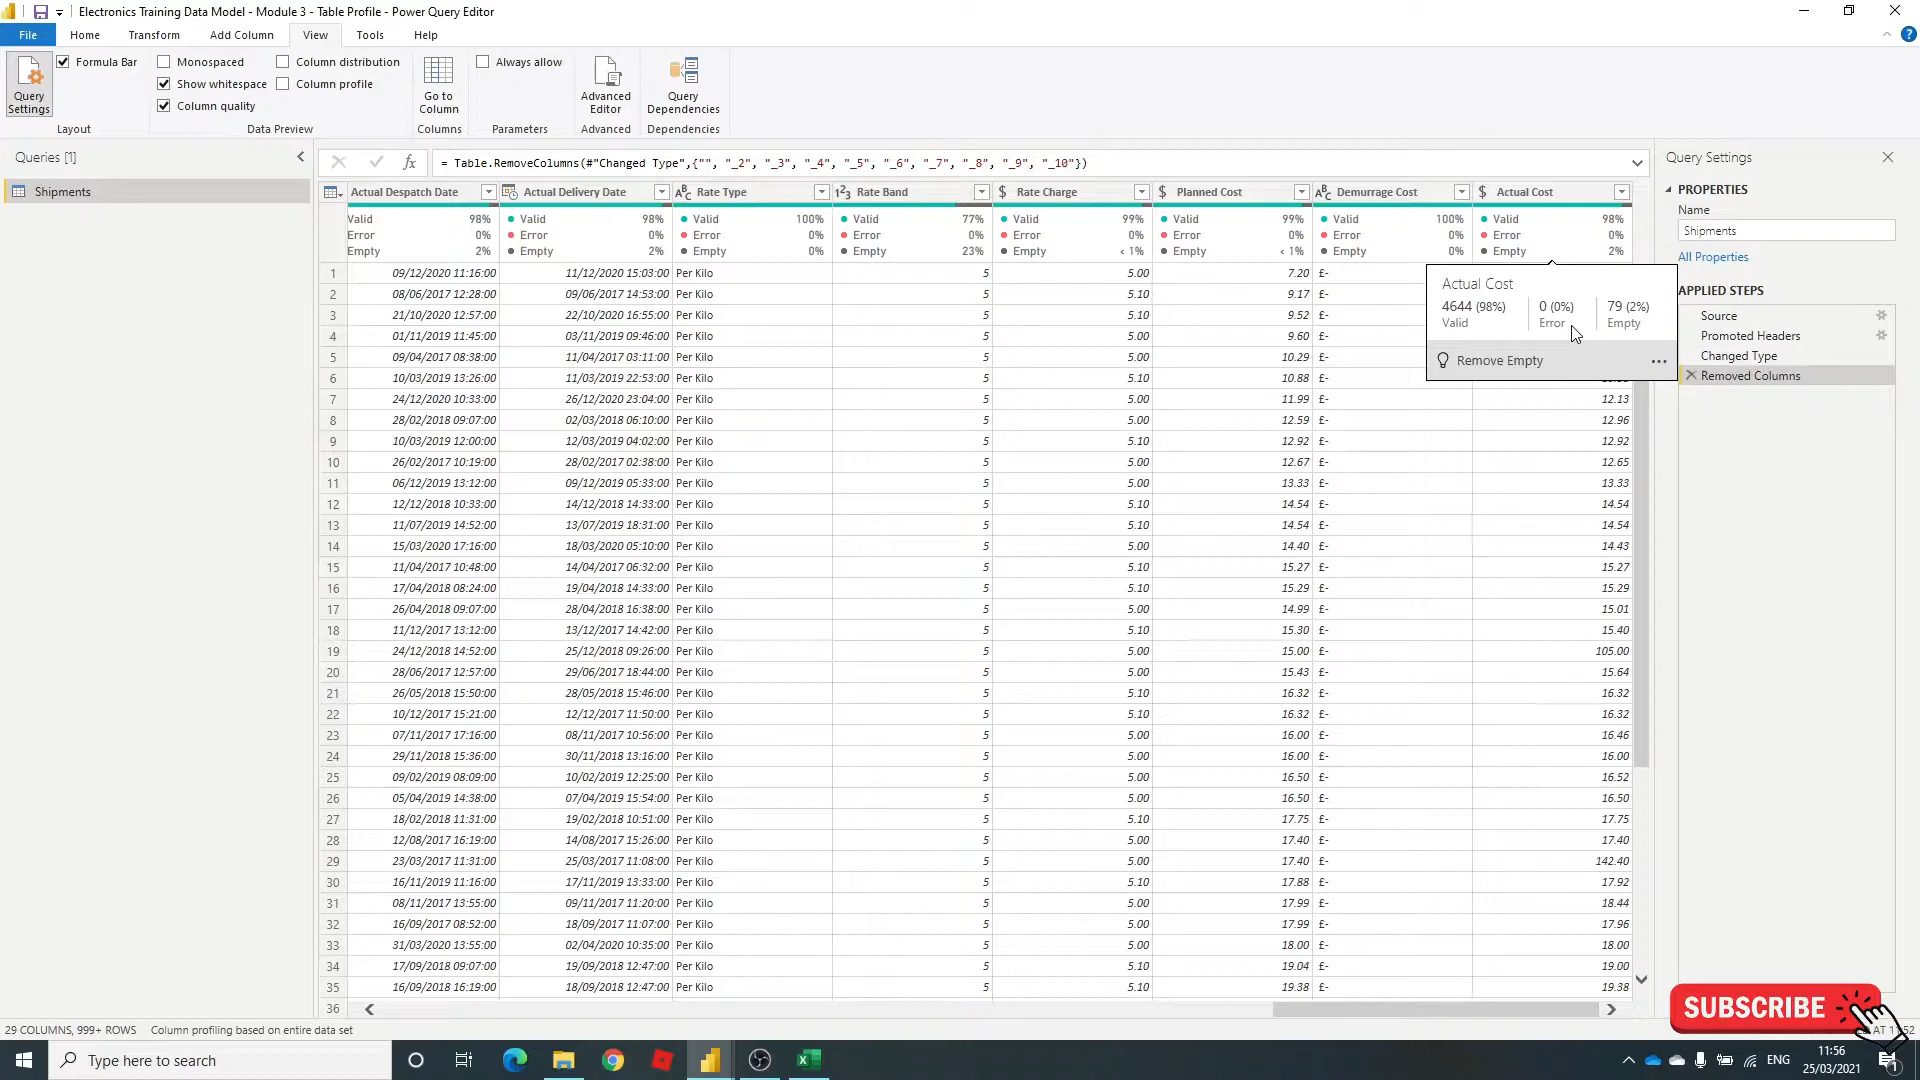 Electronics Training Data Model - Module 3 - Table Profile - Power Query Editor
File Home Transform Add Column View Tools Help
Query Settings
Formula Bar
Layout
Monospaced
Show whitespace
Column quality
Column distribution
Column profile
Data Preview
Go to Column
Columns
Always allow
Parameters
Advanced Editor
Advanced
Query Dependencies
Dependencies
Queries [1]
Shipments
fx = Table.RemoveColumns(#"Changed Type",{"", "_2", "_3", "_4", "_5", "_6", "_7", "_8", "_9", "_10"})
Actual Despatch Date Actual Delivery Date ABC Rate Type 123 Rate Band $ Rate Charge $ Planned Cost ABC Demurrage Cost $ Actual Cost
Valid 98% Valid 98% Valid 100% Valid 77% Valid 99% Valid 99% Valid 100% Valid 98%
Error 0% Error 0% Error 0% Error 0% Error 0% Error 0% Error 0% Error 0%
Empty 2% Empty 2% Empty 0% Empty 23% Empty < 1% Empty < 1% Empty 0% Empty 2%
1 09/12/2020 11:16:00 11/12/2020 15:03:00 Per Kilo 5 5.00 7.20 £-
2 08/06/2017 12:28:00 09/06/2017 14:53:00 Per Kilo 5 5.10 9.17 £-
3 21/10/2020 12:57:00 22/10/2020 16:55:00 Per Kilo 5 5.10 9.52 £-
4 01/11/2019 11:45:00 03/11/2019 09:46:00 Per Kilo 5 5.00 9.60 £-
5 09/04/2017 08:38:00 11/04/2017 03:11:00 Per Kilo 5 5.00 10.29 £-
6 10/03/2019 13:26:00 11/03/2019 22:53:00 Per Kilo 5 5.10 10.88 £-
7 24/12/2020 10:33:00 26/12/2020 23:04:00 Per Kilo 5 5.00 11.99 £- 12.13
8 28/02/2018 09:07:00 02/03/2018 06:10:00 Per Kilo 5 5.00 12.59 £- 12.96
9 10/03/2019 12:00:00 12/03/2019 04:02:00 Per Kilo 5 5.10 12.92 £- 12.92
10 26/02/2017 10:19:00 28/02/2017 02:38:00 Per Kilo 5 5.00 12.67 £- 12.65
11 06/12/2019 13:12:00 09/12/2019 05:33:00 Per Kilo 5 5.00 13.33 £- 13.33
12 12/12/2018 10:33:00 14/12/2018 14:33:00 Per Kilo 5 5.10 14.54 £- 14.54
13 11/07/2019 14:52:00 13/07/2019 18:31:00 Per Kilo 5 5.10 14.54 £- 14.54
14 15/03/2020 17:16:00 18/03/2020 05:10:00 Per Kilo 5 5.00 14.40 £- 14.43
15 11/04/2017 10:48:00 14/04/2017 06:32:00 Per Kilo 5 5.10 15.27 £- 15.27
16 17/04/2018 08:24:00 19/04/2018 14:33:00 Per Kilo 5 5.10 15.29 £- 15.29
17 26/04/2018 09:07:00 28/04/2018 16:38:00 Per Kilo 5 5.00 14.99 £- 15.01
18 11/12/2017 13:12:00 13/12/2017 14:42:00 Per Kilo 5 5.10 15.30 £- 15.40
19 24/12/2018 14:52:00 25/12/2018 09:26:00 Per Kilo 5 5.00 15.00 £- 105.00
20 28/06/2017 12:57:00 29/06/2017 18:44:00 Per Kilo 5 5.00 15.43 £- 15.64
21 26/05/2018 15:50:00 28/05/2018 15:46:00 Per Kilo 5 5.10 16.32 £- 16.32
22 10/12/2017 15:21:00 12/12/2017 11:50:00 Per Kilo 5 5.10 16.32 £- 16.32
23 07/11/2017 17:16:00 08/11/2017 10:56:00 Per Kilo 5 5.00 16.00 £- 16.46
24 29/11/2018 15:36:00 30/11/2018 13:16:00 Per Kilo 5 5.00 16.00 £- 16.00
25 09/02/2019 08:09:00 10/02/2019 12:25:00 Per Kilo 5 5.00 16.50 £- 16.52
26 05/04/2019 14:38:00 07/04/2019 15:54:00 Per Kilo 5 5.00 16.50 £- 16.50
27 18/02/2018 11:31:00 19/02/2018 10:51:00 Per Kilo 5 5.10 17.75 £- 17.75
28 12/08/2017 16:19:00 14/08/2017 15:26:00 Per Kilo 5 5.00 17.40 £- 17.40
29 23/03/2017 11:31:00 25/03/2017 11:08:00 Per Kilo 5 5.00 17.40 £- 142.40
30 16/11/2019 11:16:00 17/11/2019 13:33:00 Per Kilo 5 5.10 17.88 £- 17.92
31 08/11/2017 13:55:00 09/11/2017 11:20:00 Per Kilo 5 5.00 17.99 £- 18.44
32 16/09/2017 08:52:00 18/09/2017 11:07:00 Per Kilo 5 5.00 17.99 £- 17.96
33 31/03/2020 13:55:00 02/04/2020 10:35:00 Per Kilo 5 5.00 18.00 £- 18.00
34 17/09/2018 09:07:00 19/09/2018 12:47:00 Per Kilo 5 5.10 19.04 £- 19.00
35 16/09/2018 16:19:00 18/09/2018 12:47:00 Per Kilo 5 5.10 19.38 £- 19.38
36
Actual Cost
4644 (98%) 0 (0%) 79 (2%)
Valid Error Empty
Remove Empty ...
Query Settings
PROPERTIES
Name
Shipments
All Properties
APPLIED STEPS
Source
Promoted Headers
Changed Type
Removed Columns
SUBSCRIBE
29 COLUMNS, 999+ ROWS Column profiling based on entire data set
Type here to search
ENG
11:56
25/03/2021